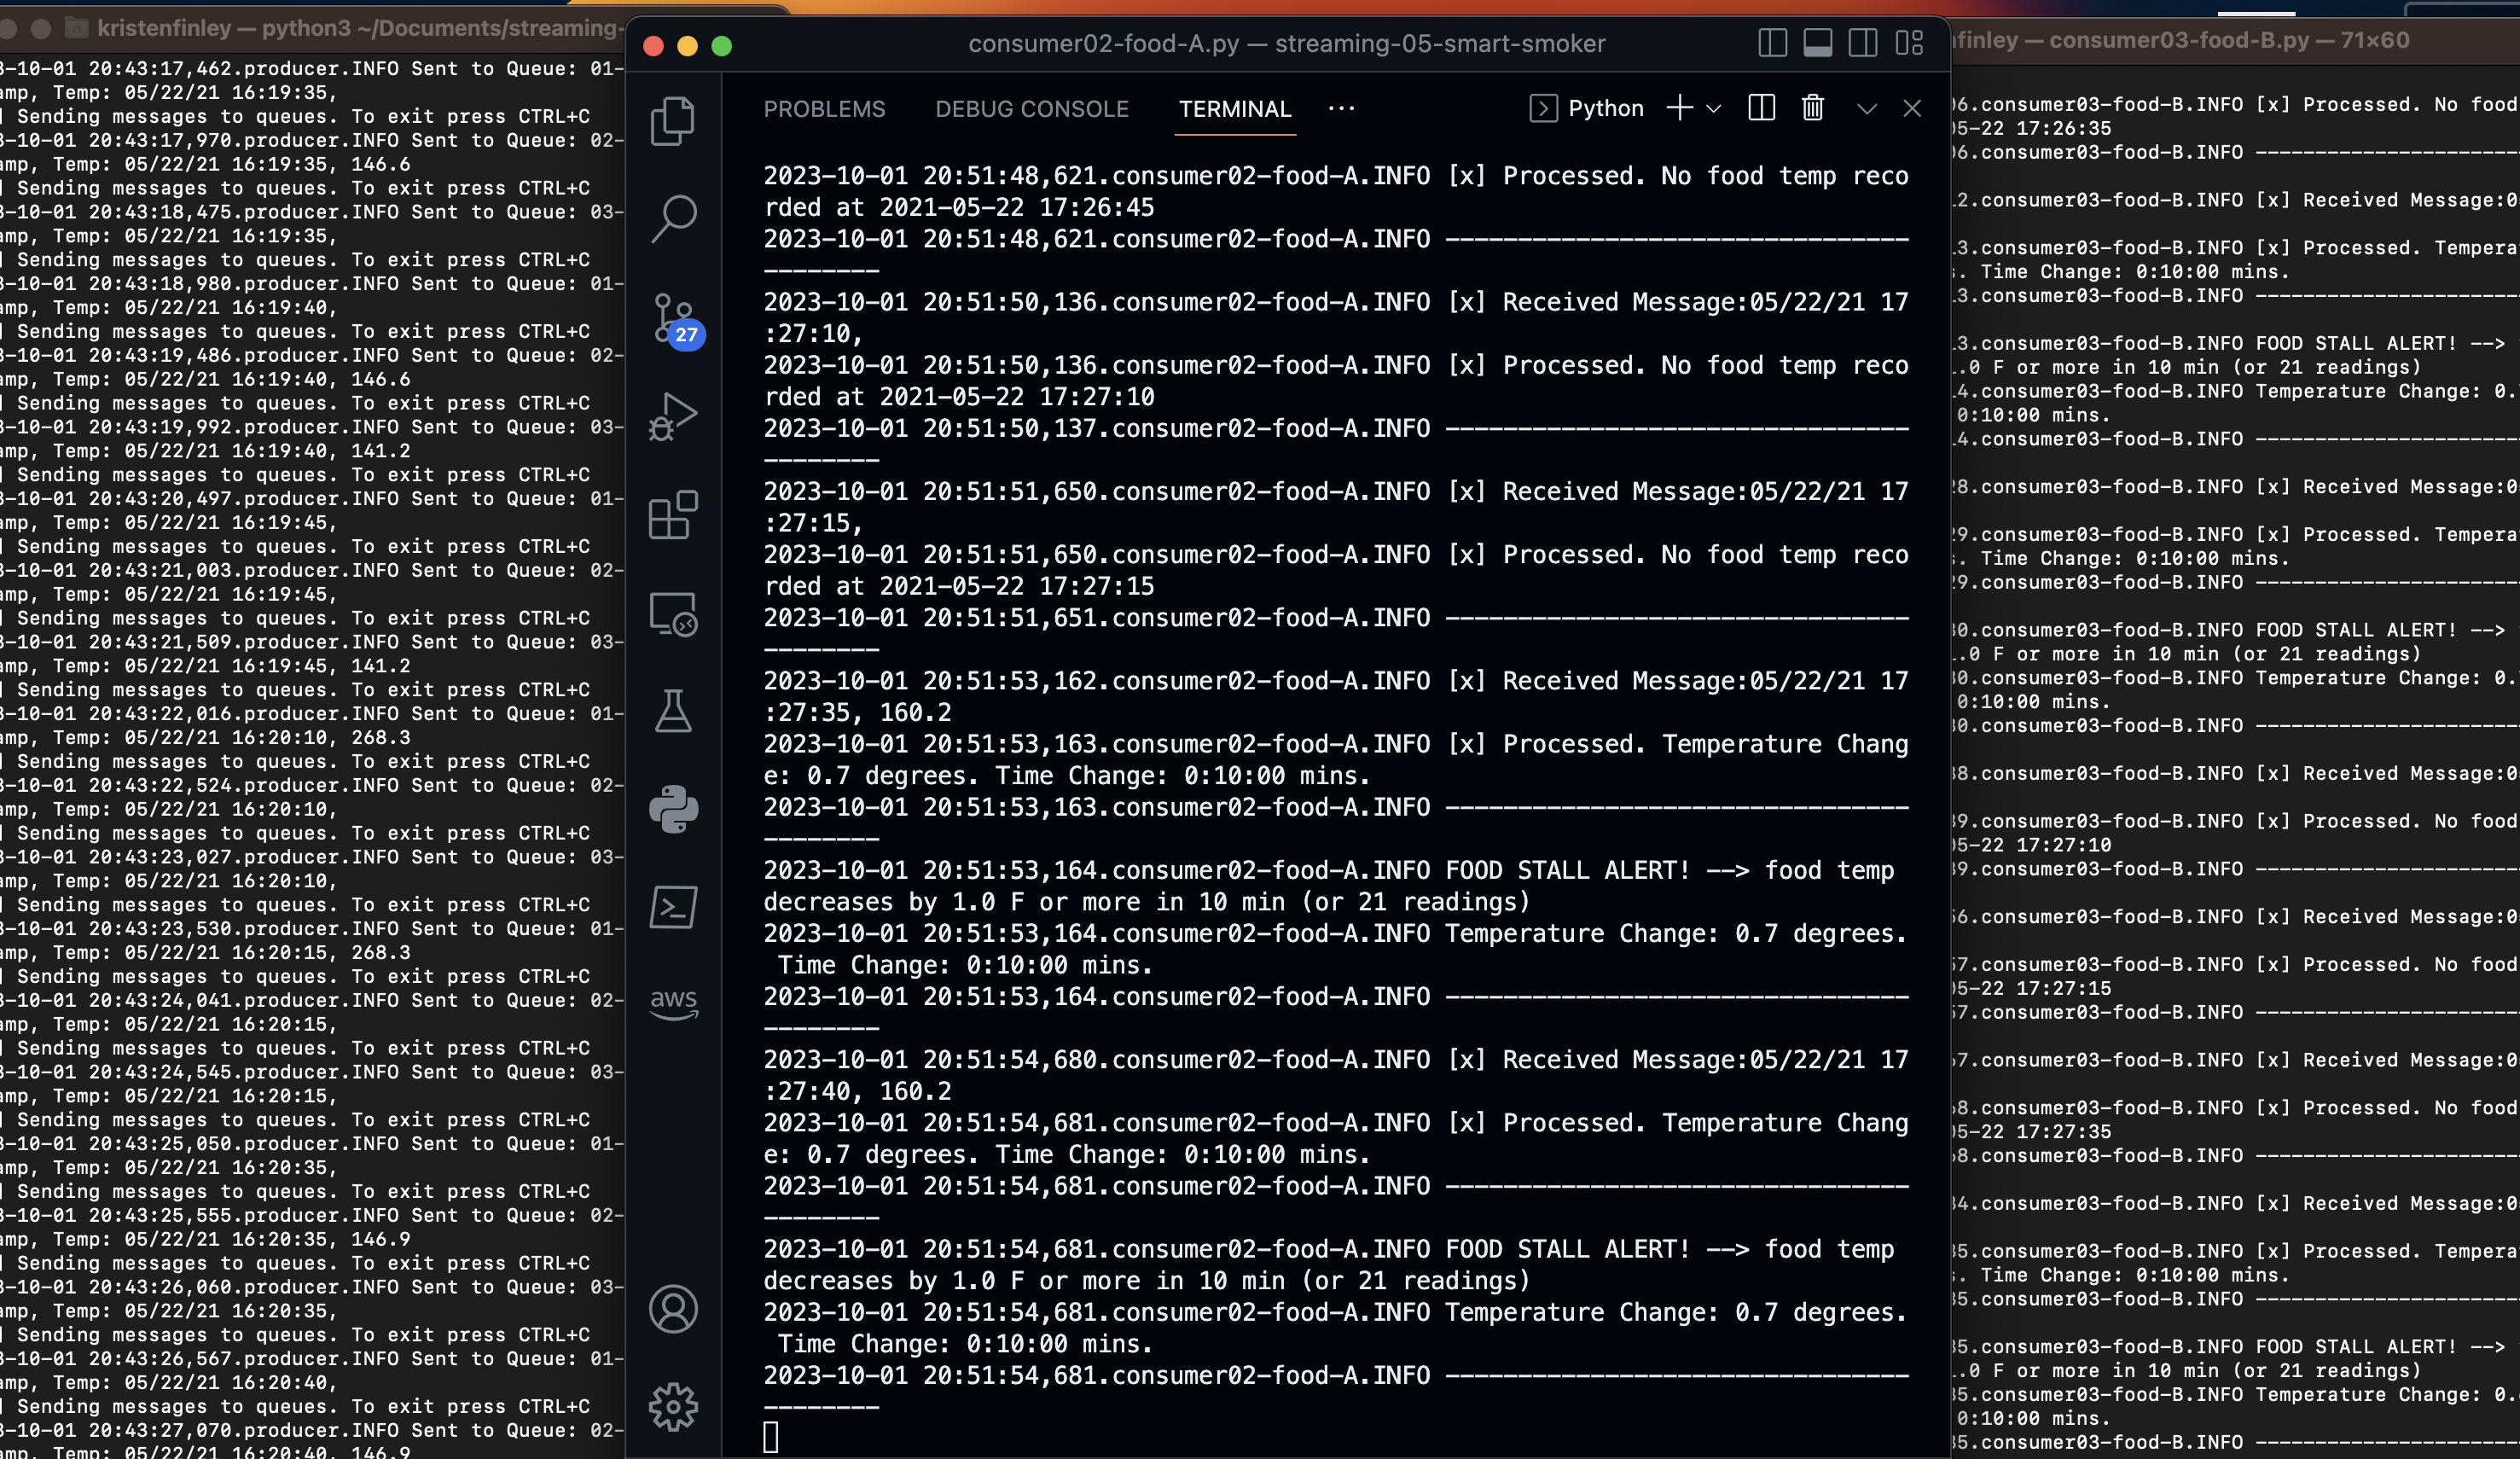 kristenfinley — python3 ~/Documents/streaming-
3-10-01 20:43:17,462.producer.INFO Sent to Queue: 01-
amp, Temp: 05/22/21 16:19:35,
] Sending messages to queues. To exit press CTRL+C
3-10-01 20:43:17,970.producer.INFO Sent to Queue: 02-
amp, Temp: 05/22/21 16:19:35, 146.6
] Sending messages to queues. To exit press CTRL+C
3-10-01 20:43:18,475.producer.INFO Sent to Queue: 03-
amp, Temp: 05/22/21 16:19:35,
] Sending messages to queues. To exit press CTRL+C
3-10-01 20:43:18,980.producer.INFO Sent to Queue: 01-
amp, Temp: 05/22/21 16:19:40,
] Sending messages to queues. To exit press CTRL+C
3-10-01 20:43:19,486.producer.INFO Sent to Queue: 02-
amp, Temp: 05/22/21 16:19:40, 146.6
] Sending messages to queues. To exit press CTRL+C
3-10-01 20:43:19,992.producer.INFO Sent to Queue: 03-
amp, Temp: 05/22/21 16:19:40, 141.2
] Sending messages to queues. To exit press CTRL+C
3-10-01 20:43:20,497.producer.INFO Sent to Queue: 01-
amp, Temp: 05/22/21 16:19:45,
] Sending messages to queues. To exit press CTRL+C
3-10-01 20:43:21,003.producer.INFO Sent to Queue: 02-
amp, Temp: 05/22/21 16:19:45,
] Sending messages to queues. To exit press CTRL+C
3-10-01 20:43:21,509.producer.INFO Sent to Queue: 03-
amp, Temp: 05/22/21 16:19:45, 141.2
] Sending messages to queues. To exit press CTRL+C
3-10-01 20:43:22,016.producer.INFO Sent to Queue: 01-
amp, Temp: 05/22/21 16:20:10, 268.3
] Sending messages to queues. To exit press CTRL+C
3-10-01 20:43:22,524.producer.INFO Sent to Queue: 02-
amp, Temp: 05/22/21 16:20:10,
] Sending messages to queues. To exit press CTRL+C
3-10-01 20:43:23,027.producer.INFO Sent to Queue: 03-
amp, Temp: 05/22/21 16:20:10,
] Sending messages to queues. To exit press CTRL+C
3-10-01 20:43:23,530.producer.INFO Sent to Queue: 01-
amp, Temp: 05/22/21 16:20:15, 268.3
] Sending messages to queues. To exit press CTRL+C
3-10-01 20:43:24,041.producer.INFO Sent to Queue: 02-
amp, Temp: 05/22/21 16:20:15,
] Sending messages to queues. To exit press CTRL+C
3-10-01 20:43:24,545.producer.INFO Sent to Queue: 03-
amp, Temp: 05/22/21 16:20:15,
] Sending messages to queues. To exit press CTRL+C
3-10-01 20:43:25,050.producer.INFO Sent to Queue: 01-
amp, Temp: 05/22/21 16:20:35,
] Sending messages to queues. To exit press CTRL+C
3-10-01 20:43:25,555.producer.INFO Sent to Queue: 02-
amp, Temp: 05/22/21 16:20:35, 146.9
] Sending messages to queues. To exit press CTRL+C
3-10-01 20:43:26,060.producer.INFO Sent to Queue: 03-
amp, Temp: 05/22/21 16:20:35,
] Sending messages to queues. To exit press CTRL+C
3-10-01 20:43:26,567.producer.INFO Sent to Queue: 01-
amp, Temp: 05/22/21 16:20:40,
] Sending messages to queues. To exit press CTRL+C
3-10-01 20:43:27,070.producer.INFO Sent to Queue: 02-
amp, Temp: 05/22/21 16:20:40, 146.9
consumer02-food-A.py — streaming-05-smart-smoker
PROBLEMS DEBUG CONSOLE TERMINAL ··· Python
27
aws
2023-10-01 20:51:48,621.consumer02-food-A.INFO [x] Processed. No food temp reco
rded at 2021-05-22 17:26:45
2023-10-01 20:51:48,621.consumer02-food-A.INFO --------------------------------
--------
2023-10-01 20:51:50,136.consumer02-food-A.INFO [x] Received Message:05/22/21 17
:27:10,
2023-10-01 20:51:50,136.consumer02-food-A.INFO [x] Processed. No food temp reco
rded at 2021-05-22 17:27:10
2023-10-01 20:51:50,137.consumer02-food-A.INFO --------------------------------
--------
2023-10-01 20:51:51,650.consumer02-food-A.INFO [x] Received Message:05/22/21 17
:27:15,
2023-10-01 20:51:51,650.consumer02-food-A.INFO [x] Processed. No food temp reco
rded at 2021-05-22 17:27:15
2023-10-01 20:51:51,651.consumer02-food-A.INFO --------------------------------
--------
2023-10-01 20:51:53,162.consumer02-food-A.INFO [x] Received Message:05/22/21 17
:27:35, 160.2
2023-10-01 20:51:53,163.consumer02-food-A.INFO [x] Processed. Temperature Chang
e: 0.7 degrees. Time Change: 0:10:00 mins.
2023-10-01 20:51:53,163.consumer02-food-A.INFO --------------------------------
--------
2023-10-01 20:51:53,164.consumer02-food-A.INFO FOOD STALL ALERT! --> food temp
decreases by 1.0 F or more in 10 min (or 21 readings)
2023-10-01 20:51:53,164.consumer02-food-A.INFO Temperature Change: 0.7 degrees.
Time Change: 0:10:00 mins.
2023-10-01 20:51:53,164.consumer02-food-A.INFO --------------------------------
--------
2023-10-01 20:51:54,680.consumer02-food-A.INFO [x] Received Message:05/22/21 17
:27:40, 160.2
2023-10-01 20:51:54,681.consumer02-food-A.INFO [x] Processed. Temperature Chang
e: 0.7 degrees. Time Change: 0:10:00 mins.
2023-10-01 20:51:54,681.consumer02-food-A.INFO --------------------------------
--------
2023-10-01 20:51:54,681.consumer02-food-A.INFO FOOD STALL ALERT! --> food temp
decreases by 1.0 F or more in 10 min (or 21 readings)
2023-10-01 20:51:54,681.consumer02-food-A.INFO Temperature Change: 0.7 degrees.
Time Change: 0:10:00 mins.
2023-10-01 20:51:54,681.consumer02-food-A.INFO --------------------------------
--------
nfinley — consumer03-food-B.py — 71×60
06.consumer03-food-B.INFO [x] Processed. No food
05-22 17:26:35
06.consumer03-food-B.INFO ----------------------
12.consumer03-food-B.INFO [x] Received Message:0
13.consumer03-food-B.INFO [x] Processed. Tempera
s. Time Change: 0:10:00 mins.
13.consumer03-food-B.INFO ----------------------
13.consumer03-food-B.INFO FOOD STALL ALERT! -->
1.0 F or more in 10 min (or 21 readings)
14.consumer03-food-B.INFO Temperature Change: 0.
0:10:00 mins.
14.consumer03-food-B.INFO ----------------------
28.consumer03-food-B.INFO [x] Received Message:0
29.consumer03-food-B.INFO [x] Processed. Tempera
s. Time Change: 0:10:00 mins.
29.consumer03-food-B.INFO ----------------------
30.consumer03-food-B.INFO FOOD STALL ALERT! -->
1.0 F or more in 10 min (or 21 readings)
30.consumer03-food-B.INFO Temperature Change: 0.
0:10:00 mins.
30.consumer03-food-B.INFO ----------------------
38.consumer03-food-B.INFO [x] Received Message:0
39.consumer03-food-B.INFO [x] Processed. No food
05-22 17:27:10
39.consumer03-food-B.INFO ----------------------
56.consumer03-food-B.INFO [x] Received Message:0
57.consumer03-food-B.INFO [x] Processed. No food
05-22 17:27:15
57.consumer03-food-B.INFO ----------------------
67.consumer03-food-B.INFO [x] Received Message:0
68.consumer03-food-B.INFO [x] Processed. No food
05-22 17:27:35
68.consumer03-food-B.INFO ----------------------
84.consumer03-food-B.INFO [x] Received Message:0
85.consumer03-food-B.INFO [x] Processed. Tempera
s. Time Change: 0:10:00 mins.
85.consumer03-food-B.INFO ----------------------
85.consumer03-food-B.INFO FOOD STALL ALERT! -->
1.0 F or more in 10 min (or 21 readings)
85.consumer03-food-B.INFO Temperature Change: 0.
0:10:00 mins.
85.consumer03-food-B.INFO ----------------------